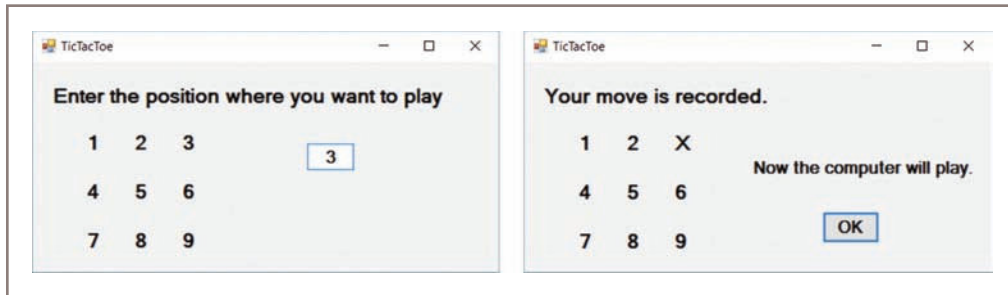 TicTacToe
Enter the position where you want to play
1 2 3
3
4 5 6
7 8 9
TicTacToe
Your move is recorded.
1 2 X
Now the computer will play.
4 5 6
OK
7 8 9